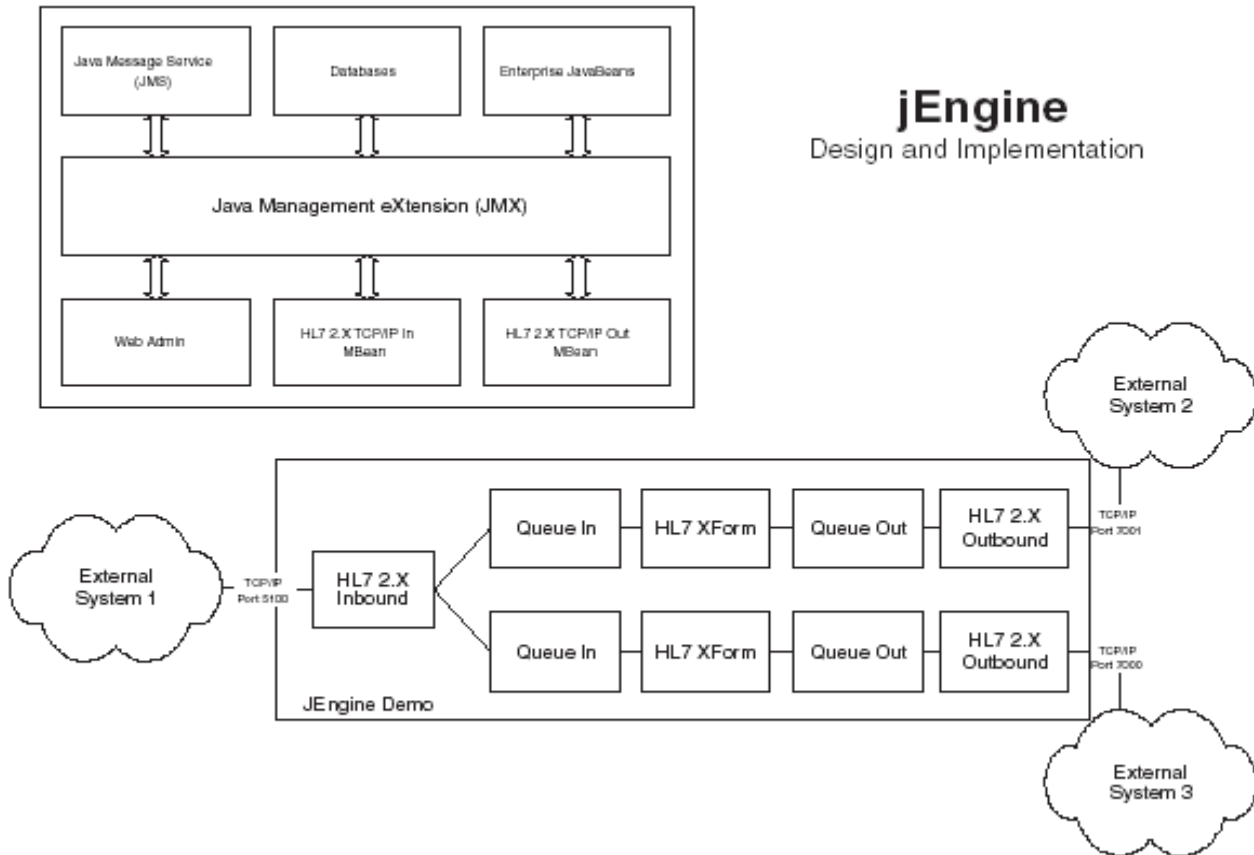 Java Message Service
(JMS)
Databases
Enterprise JavaBeans
jEngine
Design and Implementation
Java Management eXtension (JMX)
Web Admin
HL7 2.X TCP/IP In
MBean
HL7 2.X TCP/IP Out
MBean
External
System 2
TCP/IP
Port 7001
Queue In
HL7 XForm
Queue Out
HL7 2.X
Outbound
External
System 1
TCP/IP
Port 5100
HL7 2.X
Inbound
Queue In
HL7 XForm
Queue Out
HL7 2.X
Outbound
TCP/IP
Port 7000
JEngine Demo
External
System 3